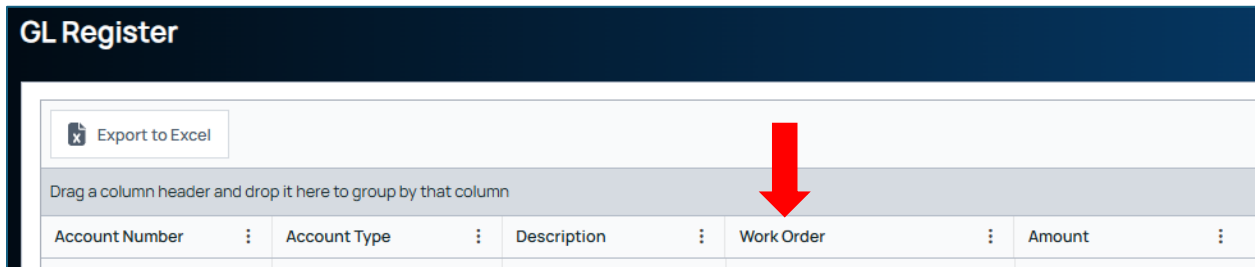 GL Register
Export to Excel
Drag a column header and drop it here to group by that column
Account Number Account Type Description Work Order Amount